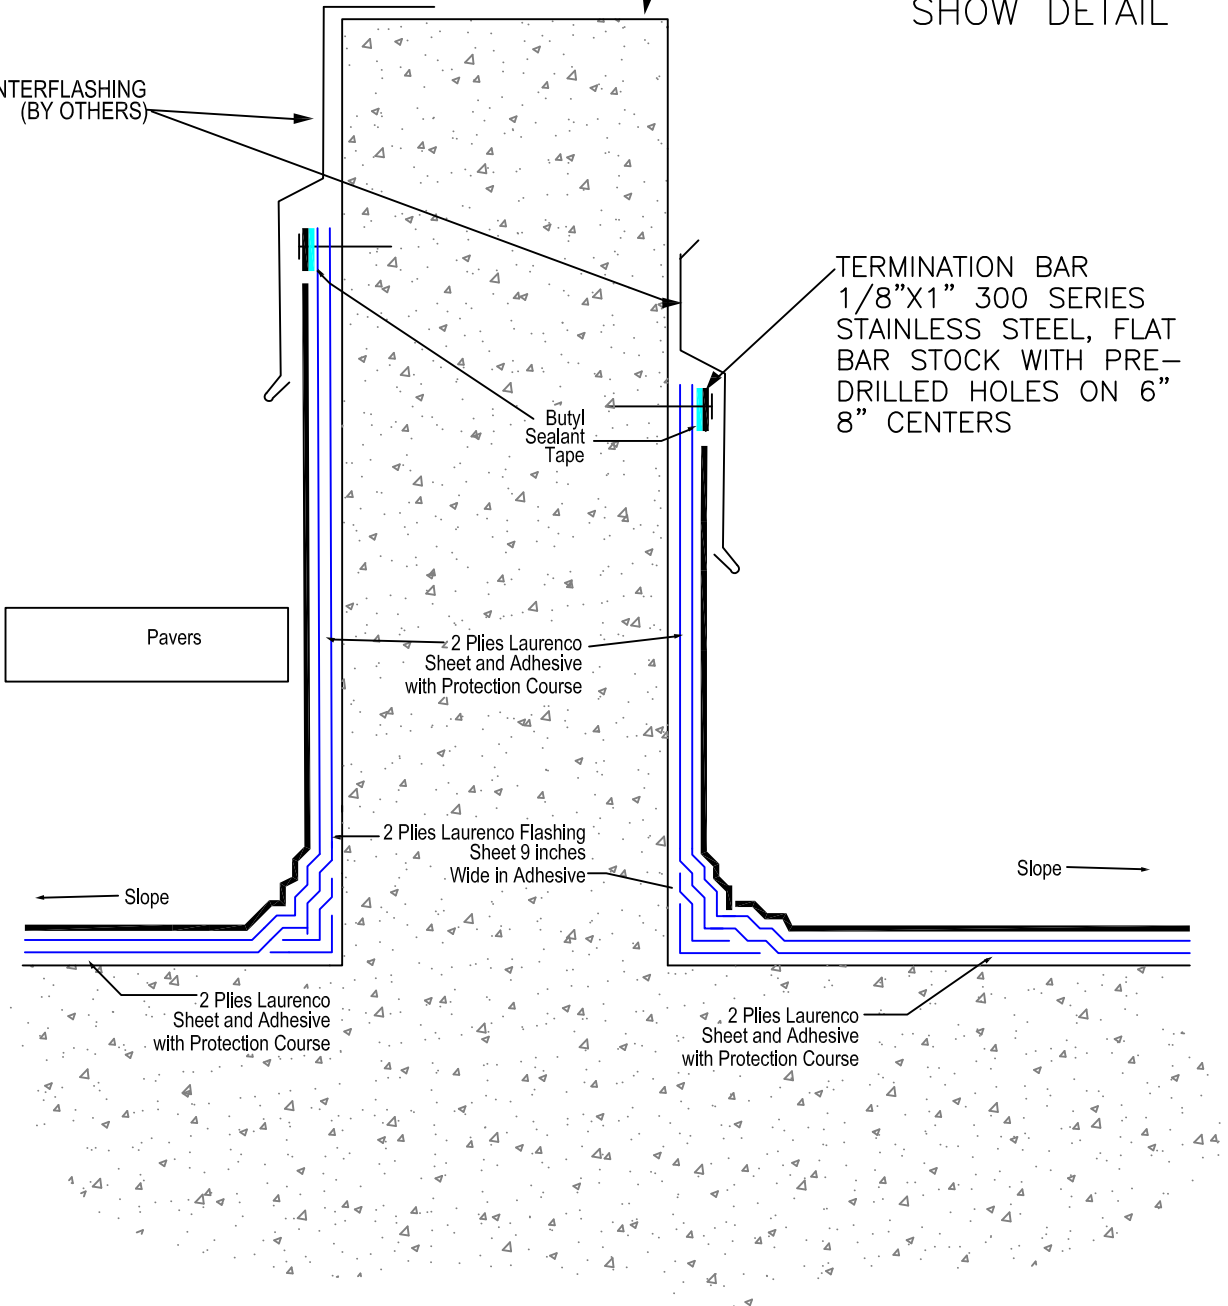 SHOW DETAIL
NTERFLASHING
(BY OTHERS)
TERMINATION BAR
1/8”X1” 300 SERIES
STAINLESS STEEL, FLAT
BAR STOCK WITH PRE-
DRILLED HOLES ON 6”
8” CENTERS
Butyl
Sealant
Tape
Pavers
2 Plies Laurenco
Sheet and Adhesive
with Protection Course
2 Plies Laurenco Flashing
Sheet 9 inches
Wide in Adhesive
Slope
Slope
2 Plies Laurenco
Sheet and Adhesive
with Protection Course
2 Plies Laurenco
Sheet and Adhesive
with Protection Course